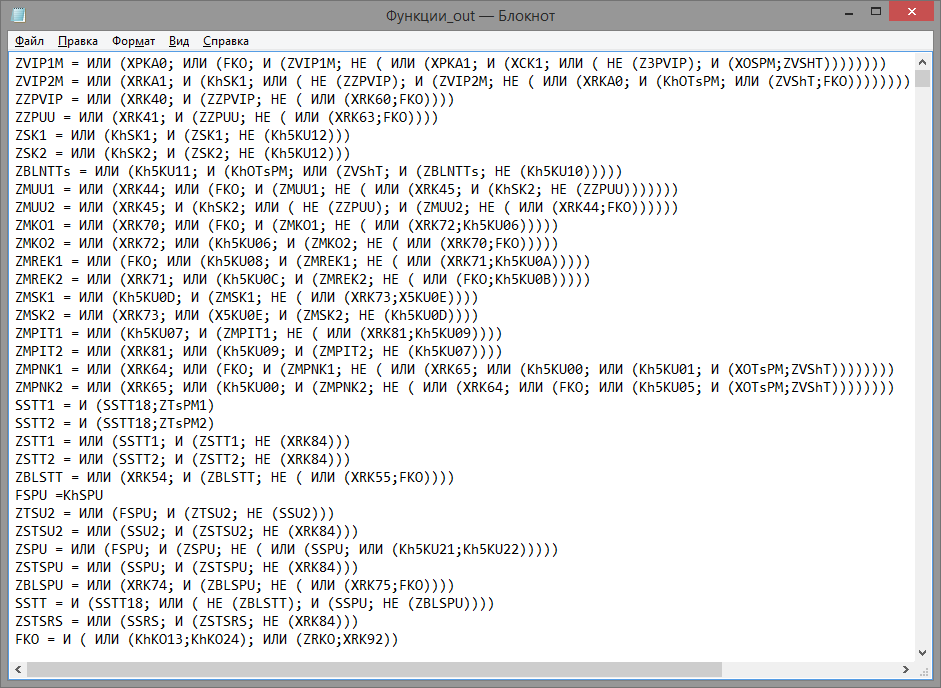 Функции_out — Блокнот
Файл Правка Формат Вид Справка
ZVIP1M = ИЛИ (XPKA0; ИЛИ (FKO; И (ZVIP1M; НЕ ( ИЛИ (XPKA1; И (XCK1; ИЛИ ( НЕ (Z3PVIP); И (XOSPM;ZVSHT))))))))
ZVIP2M = ИЛИ (XRKA1; И (KhSK1; ИЛИ ( НЕ (ZZPVIP); И (ZVIP2M; НЕ ( ИЛИ (XRKA0; И (KhOTsPM; ИЛИ (ZVShT;FKO)))))))))
ZZPVIP = ИЛИ (XRK40; И (ZZPVIP; НЕ ( ИЛИ (XRK60;FKO))))
ZZPUU = ИЛИ (XRK41; И (ZZPUU; НЕ ( ИЛИ (XRK63;FKO))))
ZSK1 = ИЛИ (KhSK1; И (ZSK1; НЕ (Kh5KU12)))
ZSK2 = ИЛИ (KhSK2; И (ZSK2; НЕ (Kh5KU12)))
ZBLNTTs = ИЛИ (Kh5KU11; И (KhOTsPM; ИЛИ (ZVShT; И (ZBLNTTs; НЕ (Kh5KU10)))))
ZMUU1 = ИЛИ (XRK44; ИЛИ (FKO; И (ZMUU1; НЕ ( ИЛИ (XRK45; И (KhSK2; НЕ (ZZPUU)))))))
ZMUU2 = ИЛИ (XRK45; И (KhSK2; ИЛИ ( НЕ (ZZPUU); И (ZMUU2; НЕ ( ИЛИ (XRK44;FKO))))))
ZMKO1 = ИЛИ (XRK70; ИЛИ (FKO; И (ZMKO1; НЕ ( ИЛИ (XRK72;Kh5KU06)))))
ZMKO2 = ИЛИ (XRK72; ИЛИ (Kh5KU06; И (ZMKO2; НЕ ( ИЛИ (XRK70;FKO)))))
ZMREK1 = ИЛИ (FKO; ИЛИ (Kh5KU08; И (ZMREK1; НЕ ( ИЛИ (XRK71;Kh5KU0A)))))
ZMREK2 = ИЛИ (XRK71; ИЛИ (Kh5KU0C; И (ZMREK2; НЕ ( ИЛИ (FKO;Kh5KU0B)))))
ZMSK1 = ИЛИ (Kh5KU0D; И (ZMSK1; НЕ ( ИЛИ (XRK73;X5KU0E))))
ZMSK2 = ИЛИ (XRK73; ИЛИ (X5KU0E; И (ZMSK2; НЕ (Kh5KU0D))))
ZMPIT1 = ИЛИ (Kh5KU07; И (ZMPIT1; НЕ ( ИЛИ (XRK81;Kh5KU09))))
ZMPIT2 = ИЛИ (XRK81; ИЛИ (Kh5KU09; И (ZMPIT2; НЕ (Kh5KU07))))
ZMPNK1 = ИЛИ (XRK64; ИЛИ (FKO; И (ZMPNK1; НЕ ( ИЛИ (XRK65; ИЛИ (Kh5KU00; ИЛИ (Kh5KU01; И (XOTsPM;ZVShT))))))))
ZMPNK2 = ИЛИ (XRK65; ИЛИ (Kh5KU00; И (ZMPNK2; НЕ ( ИЛИ (XRK64; ИЛИ (FKO; ИЛИ (Kh5KU05; И (XOTsPM;ZVShT))))))))
SSTT1 = И (SSTT18;ZTsPM1)
SSTT2 = И (SSTT18;ZTsPM2)
ZSTT1 = ИЛИ (SSTT1; И (ZSTT1; НЕ (XRK84)))
ZSTT2 = ИЛИ (SSTT2; И (ZSTT2; НЕ (XRK84)))
ZBLSTT = ИЛИ (XRK54; И (ZBLSTT; НЕ ( ИЛИ (XRK55;FKO))))
FSPU =KhSPU
ZTSU2 = ИЛИ (FSPU; И (ZTSU2; НЕ (SSU2)))
ZSTSU2 = ИЛИ (SSU2; И (ZSTSU2; НЕ (XRK84)))
ZSPU = ИЛИ (FSPU; И (ZSPU; НЕ ( ИЛИ (SSPU; ИЛИ (Kh5KU21;Kh5KU22)))))
ZSTSPU = ИЛИ (SSPU; И (ZSTSPU; НЕ (XRK84)))
ZBLSPU = ИЛИ (XRK74; И (ZBLSPU; НЕ ( ИЛИ (XRK75;FKO))))
SSTT = И (SSTT18; ИЛИ ( НЕ (ZBLSTT); И (SSPU; НЕ (ZBLSPU))))
ZSTSRS = ИЛИ (SSRS; И (ZSTSRS; НЕ (XRK84)))
FKO = И ( ИЛИ (KhKO13;KhKO24); ИЛИ (ZRKO;XRK92))